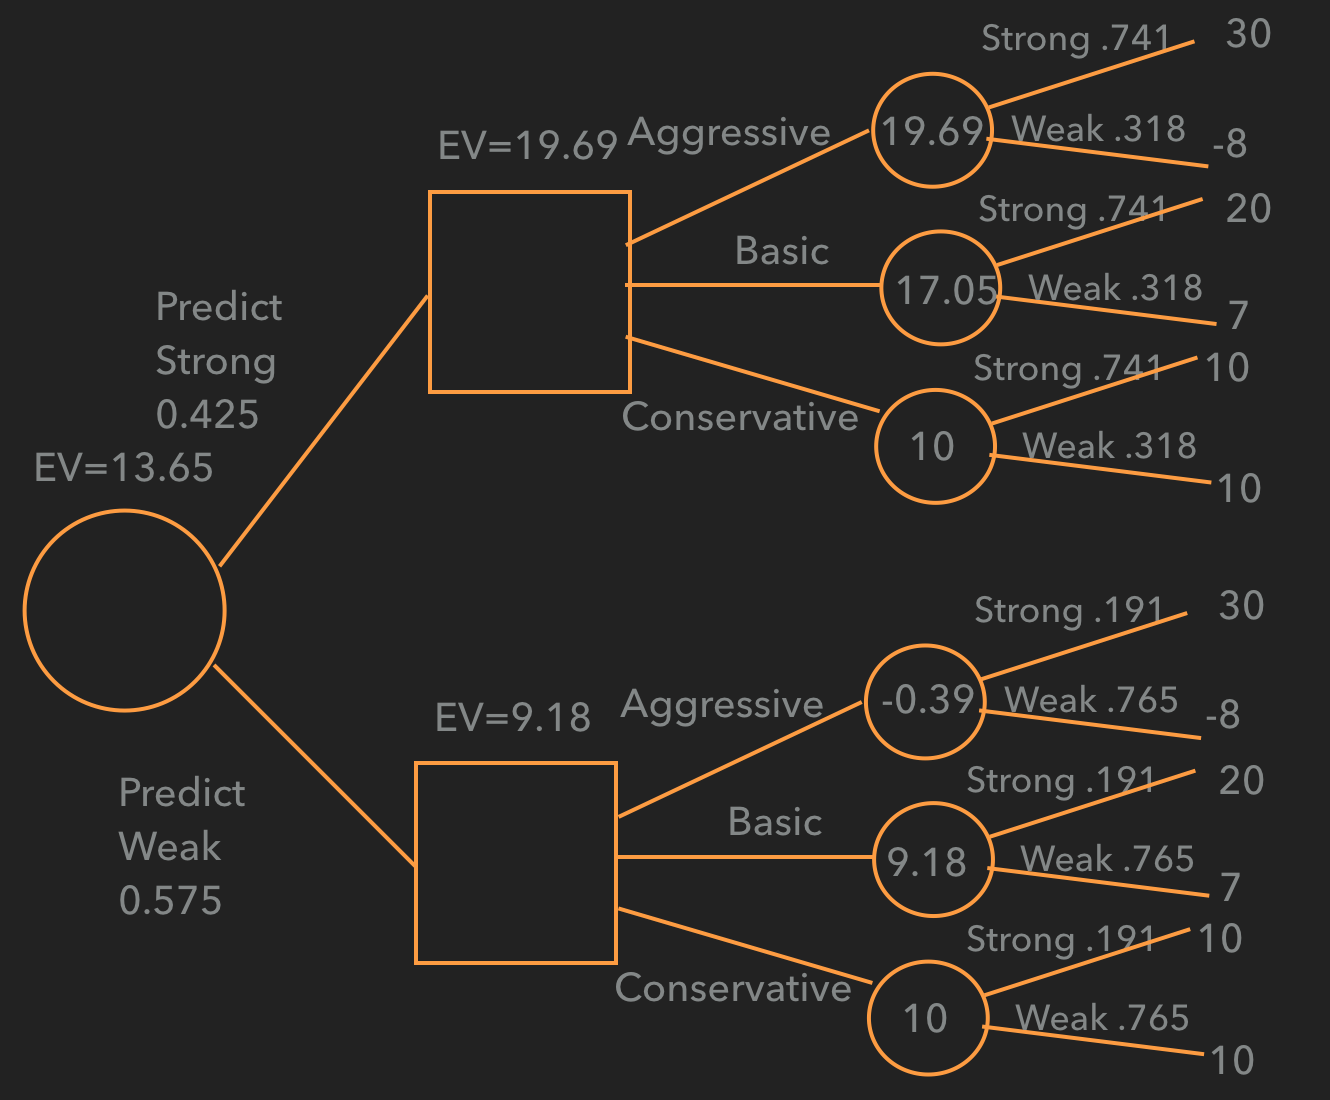 Strong .741 30
EV=19.69 Aggressive 19.69 Weak .318 -8
Strong .741 20
Basic 17.05 Weak .318 7
Predict
Strong
0.425
Strong .741 10
Conservative 10 Weak .318 10
EV=13.65
Strong .191 30
EV=9.18 Aggressive -0.39 Weak .765 -8
Strong .191 20
Basic 9.18 Weak .765 7
Predict
Weak
0.575
Strong .191 10
Conservative 10 Weak .765 10